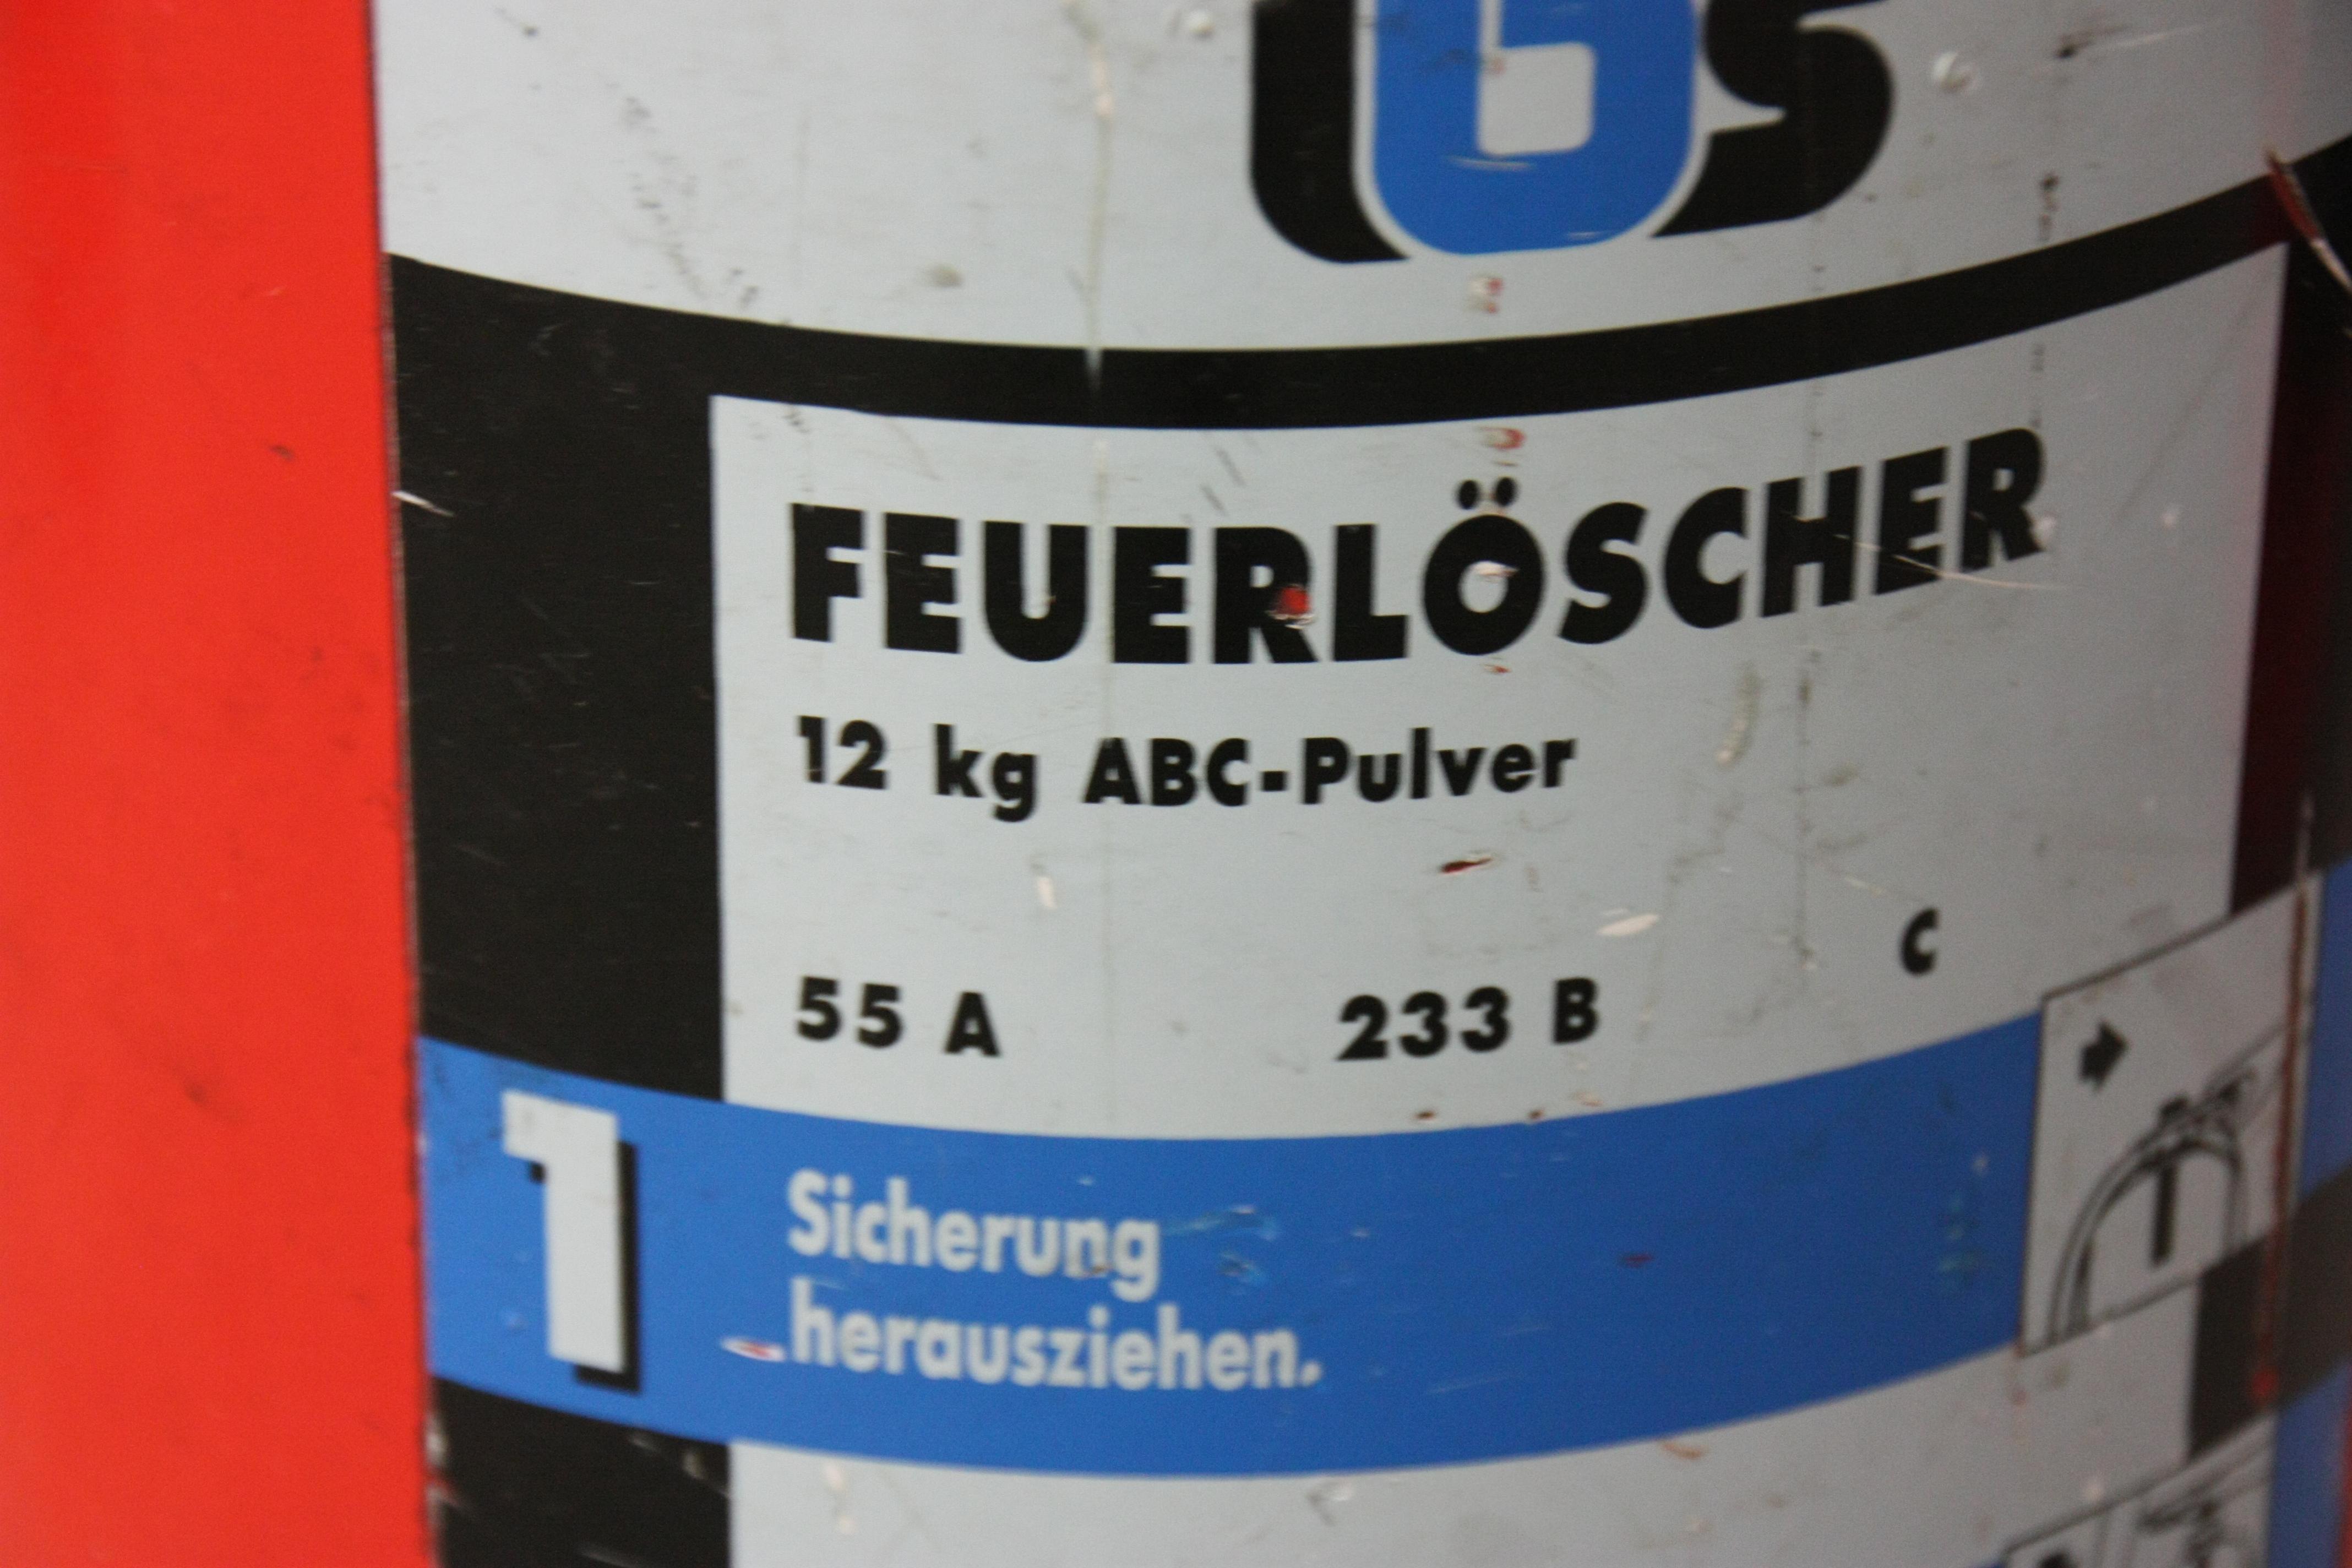 FEUERLÖSCHER
12 kg ABC-Pulver
55 A 233 B C
1 Sicherung
herausziehen.